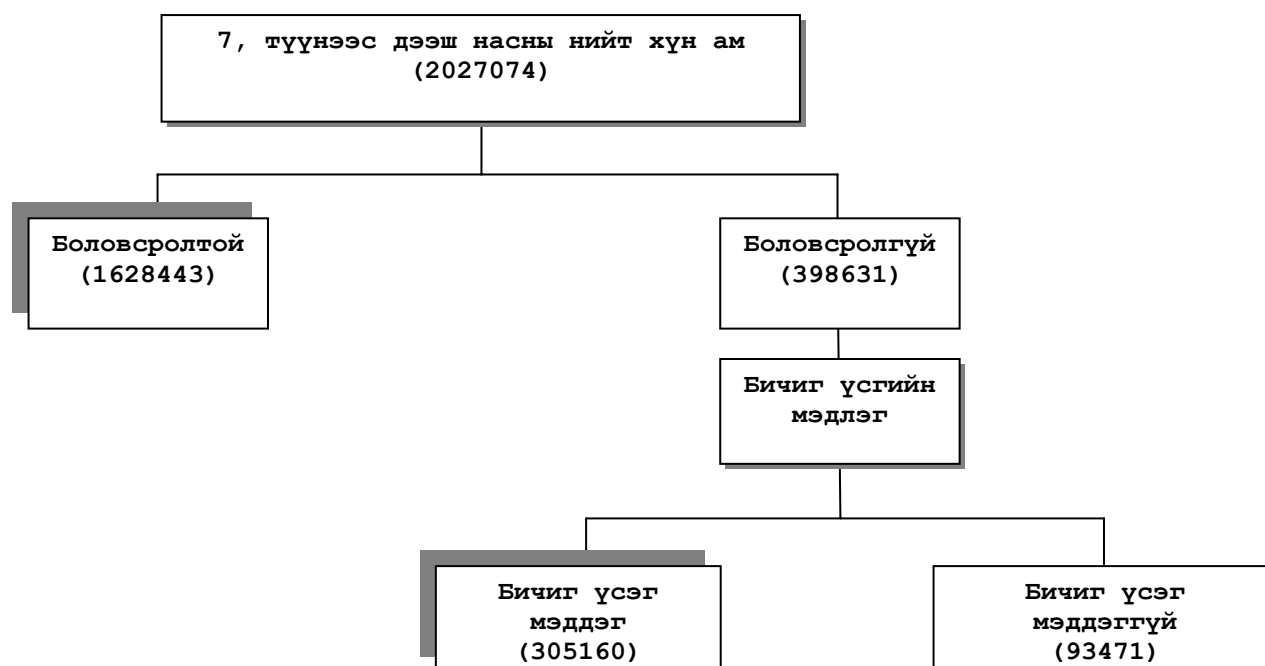 7, түүнээс дээш насны нийт хүн ам
(2027074)
Боловсролтой
(1628443)
Боловсролгүй
(398631)
Бичиг үсгийн
мэдлэг
Бичиг үсэг
мэддэг
(305160)
Бичиг үсэг
мэддэггүй
(93471)